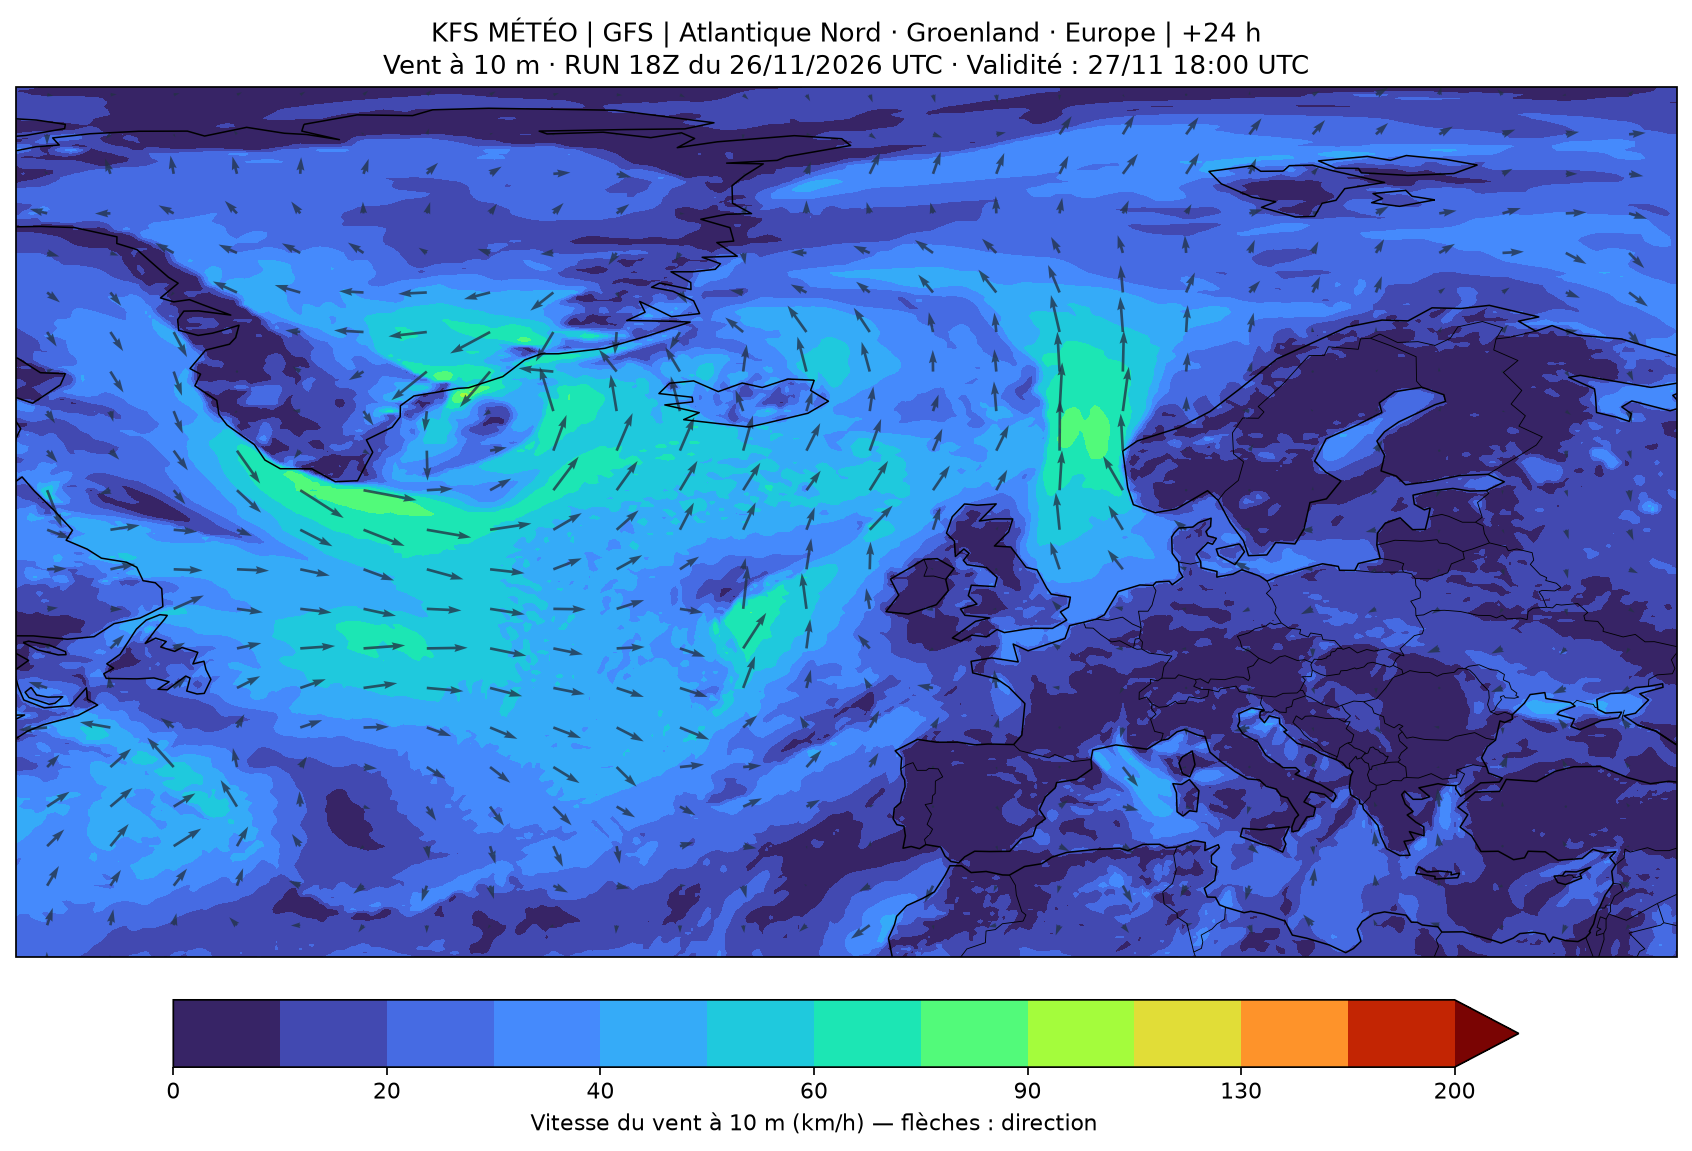 KFS MÉTÉO | GFS | Atlantique Nord · Groenland · Europe | +24 h
Vent à 10 m · RUN 18Z du 26/11/2026 UTC · Validité : 27/11 18:00 UTC
0 20 40 60 90 130 200
Vitesse du vent à 10 m (km/h) — flèches : direction